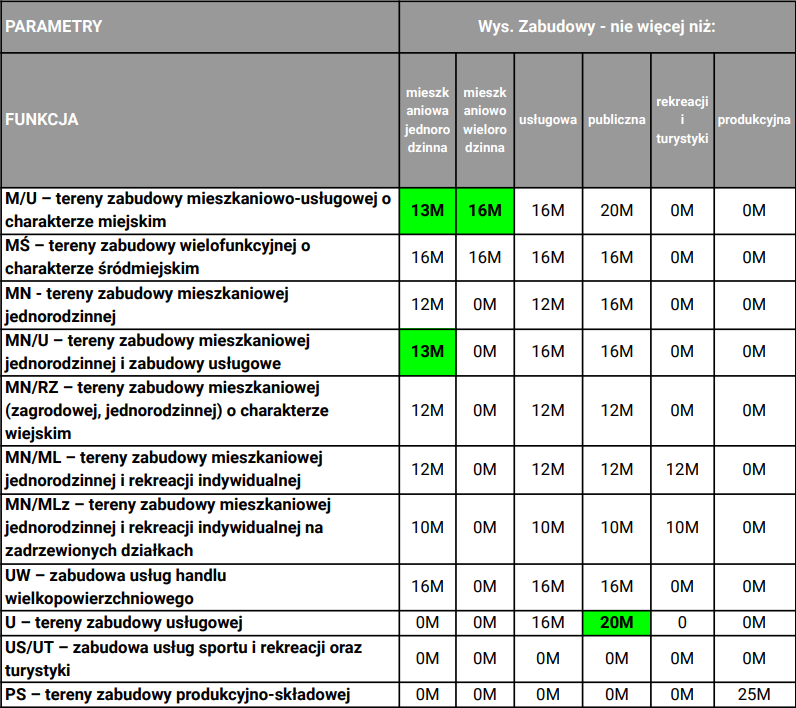 PARAMETRY
Wys. Zabudowy - nie więcej niż:
FUNKCJA
mieszk
aniowa
jednoro
dzinna
mieszk
aniowo
wieloro
dzinna
usługowa
publiczna
rekreacji
i
turystyki
produkcyjna
M/U – tereny zabudowy mieszkaniowo-usługowej o
charakterze miejskim
13M 16M 16M 20M 0M 0M
MŚ – tereny zabudowy wielofunkcyjnej o
charakterze śródmiejskim
16M 16M 16M 16M 0M 0M
MN - tereny zabudowy mieszkaniowej
jednorodzinnej
12M 0M 12M 16M 0M 0M
MN/U – tereny zabudowy mieszkaniowej
jednorodzinnej i zabudowy usługowe
13M 0M 16M 16M 0M 0M
MN/RZ – tereny zabudowy mieszkaniowej
(zagrodowej, jednorodzinnej) o charakterze
wiejskim
12M 0M 12M 12M 0M 0M
MN/ML – tereny zabudowy mieszkaniowej
jednorodzinnej i rekreacji indywidualnej
12M 0M 12M 12M 12M 0M
MN/MLz – tereny zabudowy mieszkaniowej
jednorodzinnej i rekreacji indywidualnej na
zadrzewionych działkach
10M 0M 10M 10M 10M 0M
UW – zabudowa usług handlu
wielkopowierzchniowego
16M 0M 16M 16M 0M 0M
U – tereny zabudowy usługowej 0M 0M 16M 20M 0 0M
US/UT – zabudowa usług sportu i rekreacji oraz
turystyki
0M 0M 0M 0M 0M 0M
PS – tereny zabudowy produkcyjno-składowej 0M 0M 0M 0M 0M 25M